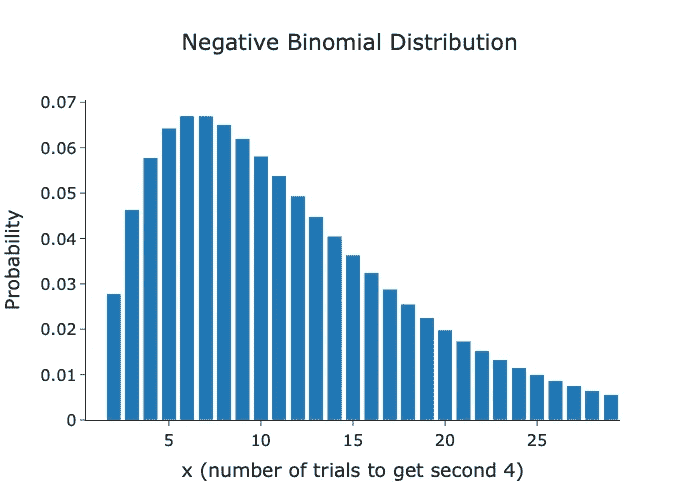 Negative Binomial Distribution
0.07
0.06
0.05
0.04
0.03
0.02
0.01
0
Probability
5 10 15 20 25
x (number of trials to get second 4)